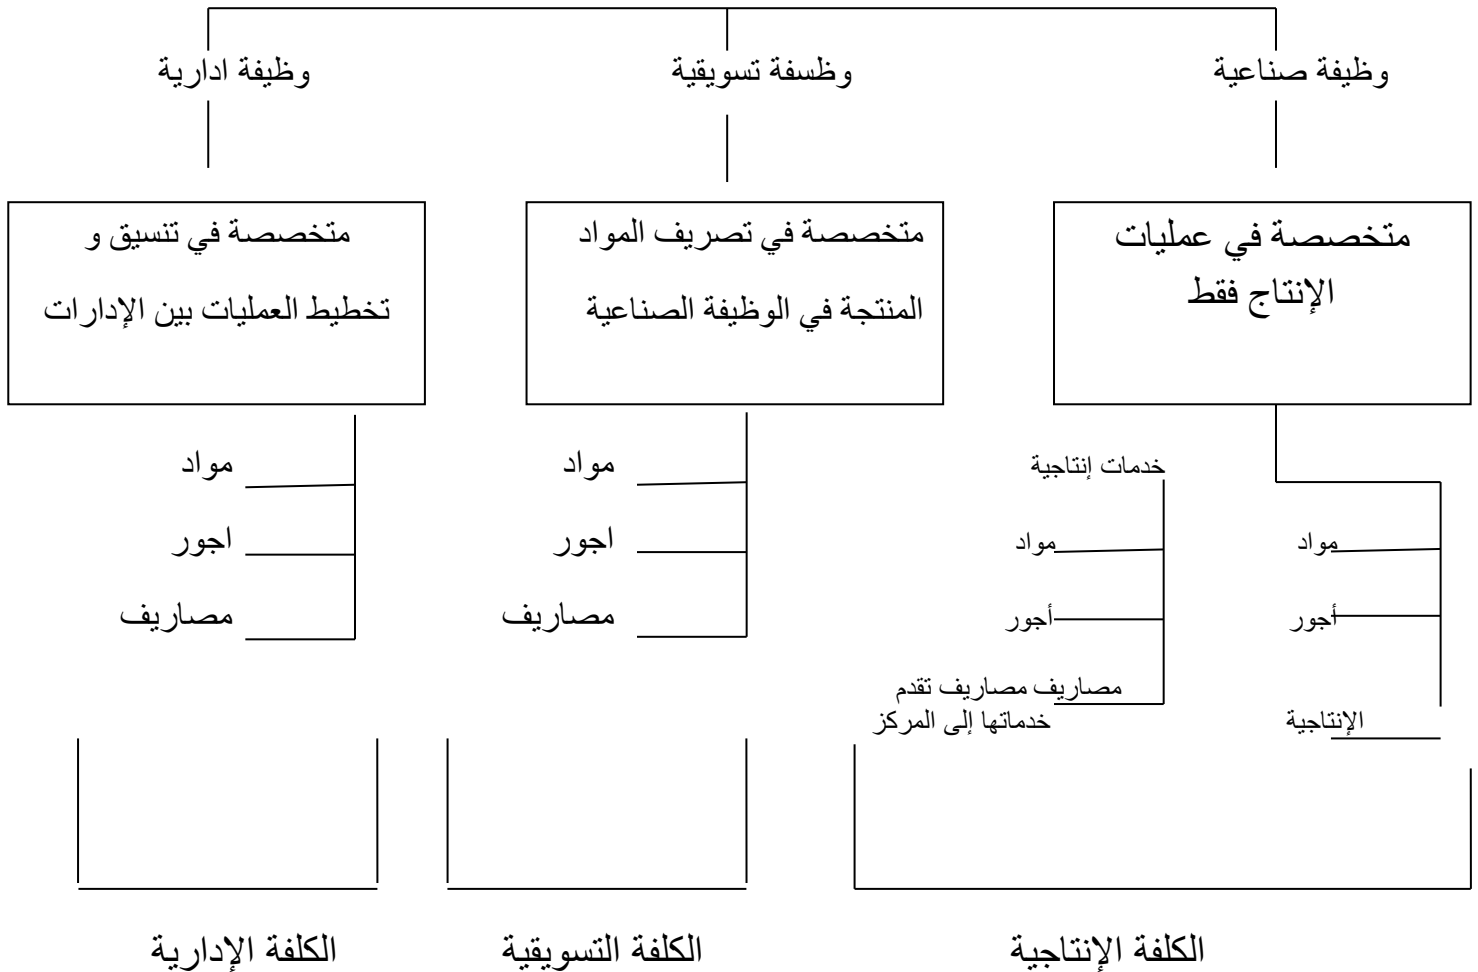 وظيفة صناعية
وظسفة تسويقية
وظيفة ادارية
متخصصة في عمليات
الإنتاج فقط
متخصصة في تصريف المواد
المنتجة في الوظيفة الصناعية
متخصصة في تنسيق و
تخطيط العمليات بين الإدارات
مواد
أجور
الإنتاجية
خدمات إنتاجية
مواد
أجور
مصاريف مصاريف تقدم
خدماتها إلى المركز
مواد
اجور
مصاريف
مواد
اجور
مصاريف
الكلفة الإنتاجية
الكلفة التسويقية
الكلفة الإدارية